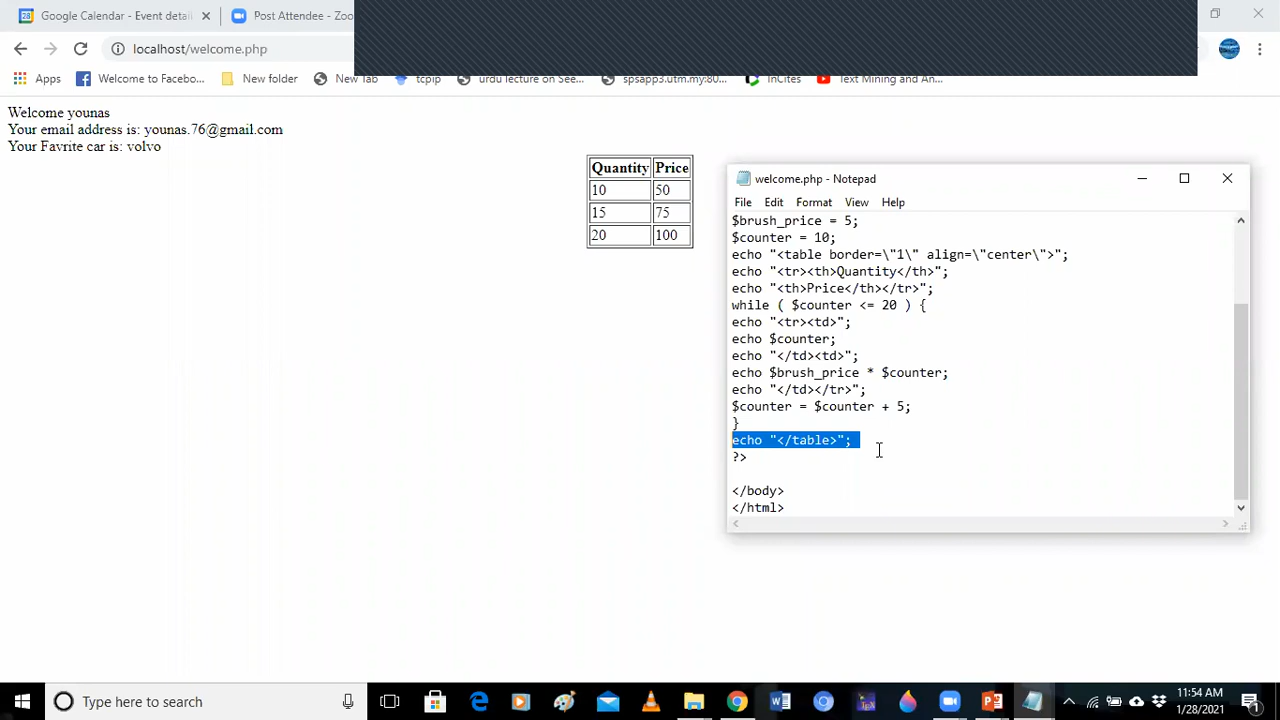 Google Calendar - Event detail
Post Attendee - Zoo
localhost/welcome.php
Apps
Welcome to Facebo...
New folder
New Tab
tcpip
urdu lecture on See...
spsapp3.utm.my:80...
InCites
Text Mining and An...
Welcome younas
Your email address is: younas.76@gmail.com
Your Favrite car is: volvo
Quantity Price
10 50
15 75
20 100
welcome.php - Notepad
File Edit Format View Help
$brush_price = 5;
$counter = 10;
echo "<table border=\"1\" align=\"center\">";
echo "<tr><th>Quantity</th>";
echo "<th>Price</th></tr>";
while ( $counter <= 20 ) {
echo "<tr><td>";
echo $counter;
echo "</td><td>";
echo $brush_price * $counter;
echo "</td></tr>";
$counter = $counter + 5;
}
echo "</table>";
?>
</body>
</html>
Type here to search
11:54 AM
1/28/2021